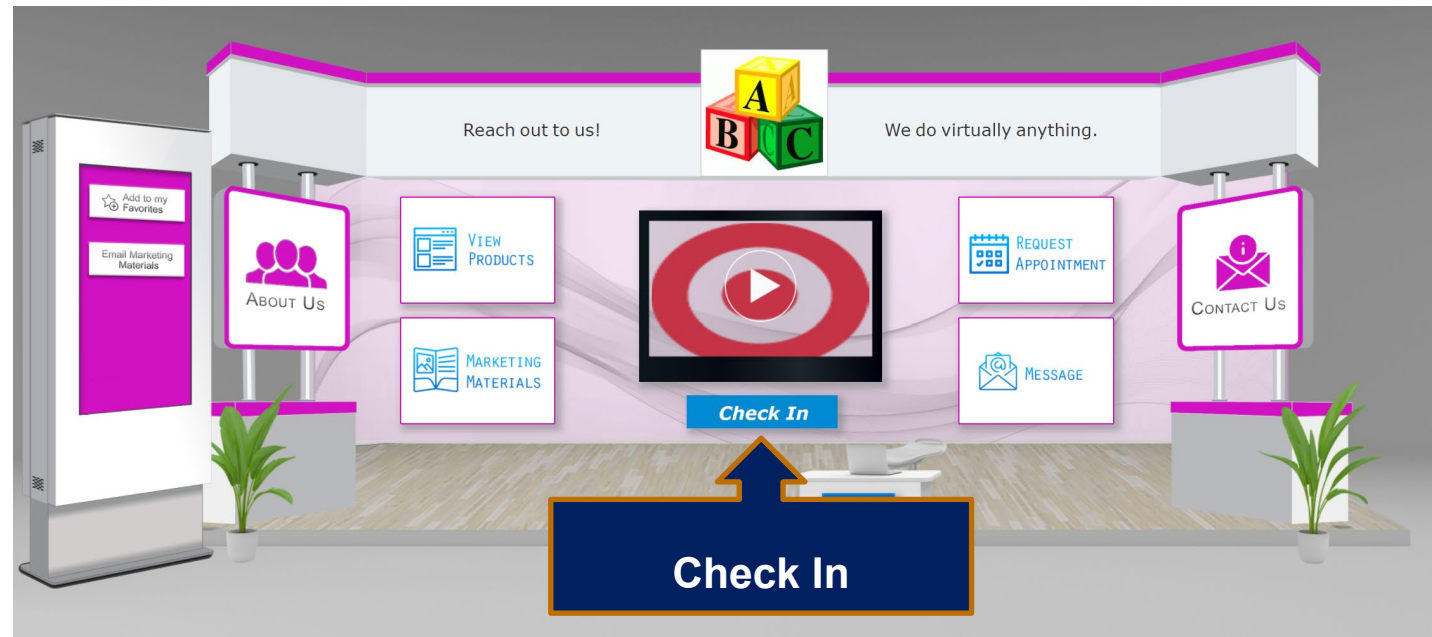 Reach out to us!
A
A
B
C
C
We do virtually anything.
Add to my
Favorites
Email Marketing
Materials
About Us
View
Products
Marketing
Materials
Request
Appointment
Message
i
Contact Us
Check In
Check In